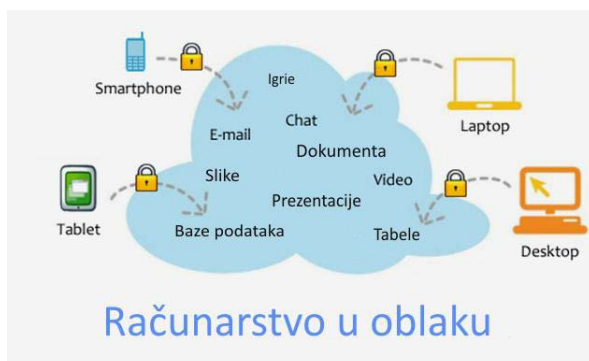 Igrie
Smartphone
Chat
E-mail
Laptop
Dokumenta
Slike
Video
Prezentacije
Tablet
Baze podataka
Tabele
Desktop
Računarstvo u oblaku